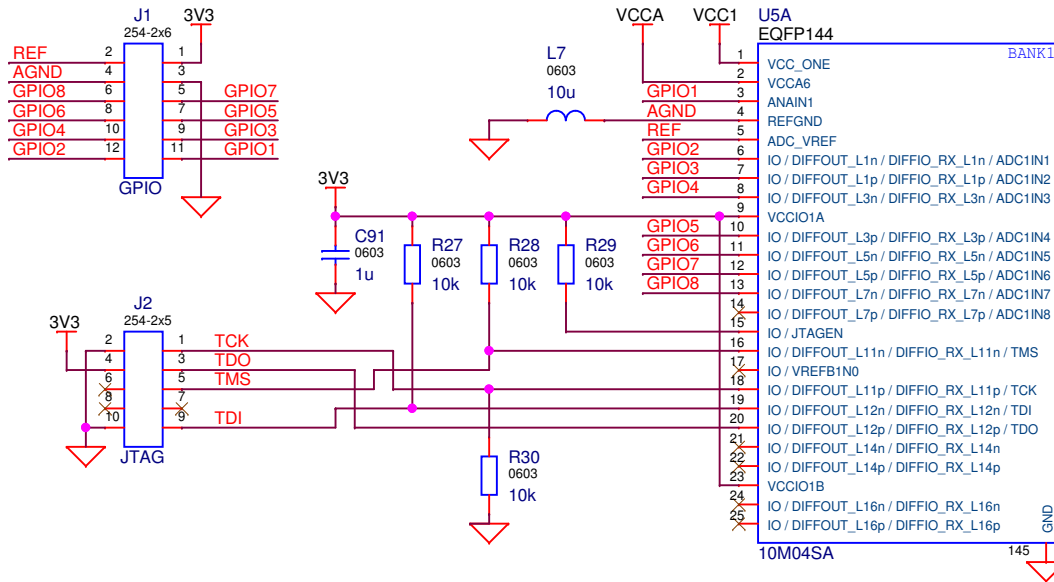 J1
254-2x6
3V3
REF 2 1
AGND 4 3
GPIO8 6 5 GPIO7
GPIO6 8 7 GPIO5
GPIO4 10 9 GPIO3
GPIO2 12 11 GPIO1
GPIO
J2
254-2x5
3V3
2 1 TCK
4 3 TDO
6 5 TMS
8 7
10 9 TDI
JTAG
3V3
C91
0603
1u
R27
0603
10k
R28
0603
10k
R29
0603
10k
R30
0603
10k
L7
0603
10u
VCCA
VCC1
U5A
EQFP144
BANK1
1 VCC_ONE
2 VCCA6
GPIO1 3 ANAIN1
AGND 4 REFGND
REF 5 ADC_VREF
GPIO2 6 IO / DIFFOUT_L1n / DIFFIO_RX_L1n / ADC1IN1
GPIO3 7 IO / DIFFOUT_L1p / DIFFIO_RX_L1p / ADC1IN2
GPIO4 8 IO / DIFFOUT_L3n / DIFFIO_RX_L3n / ADC1IN3
9 VCCIO1A
GPIO5 10 IO / DIFFOUT_L3p / DIFFIO_RX_L3p / ADC1IN4
GPIO6 11 IO / DIFFOUT_L5n / DIFFIO_RX_L5n / ADC1IN5
GPIO7 12 IO / DIFFOUT_L5p / DIFFIO_RX_L5p / ADC1IN6
GPIO8 13 IO / DIFFOUT_L7n / DIFFIO_RX_L7n / ADC1IN7
14 IO / DIFFOUT_L7p / DIFFIO_RX_L7p / ADC1IN8
15 IO / JTAGEN
16 IO / DIFFOUT_L11n / DIFFIO_RX_L11n / TMS
17 IO / VREFB1N0
18 IO / DIFFOUT_L11p / DIFFIO_RX_L11p / TCK
19 IO / DIFFOUT_L12n / DIFFIO_RX_L12n / TDI
20 IO / DIFFOUT_L12p / DIFFIO_RX_L12p / TDO
21 IO / DIFFOUT_L14n / DIFFIO_RX_L14n
22 IO / DIFFOUT_L14p / DIFFIO_RX_L14p
23 VCCIO1B
24 IO / DIFFOUT_L16n / DIFFIO_RX_L16n
25 IO / DIFFOUT_L16p / DIFFIO_RX_L16p
GND
10M04SA
145